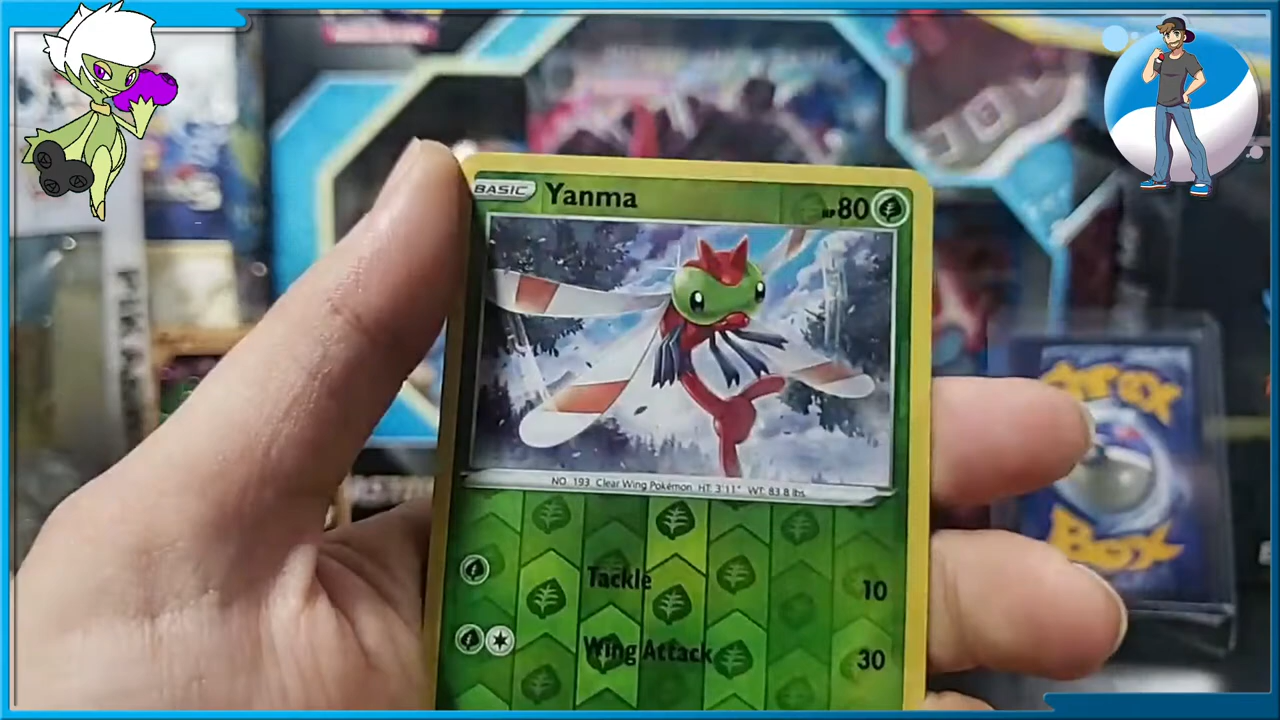 BASIC Yanma HP 80
NO. 193 Clear Wing Pokémon HT: 3'11" WT: 83.8 lbs
Tackle 10
Wing Attack 30
Box